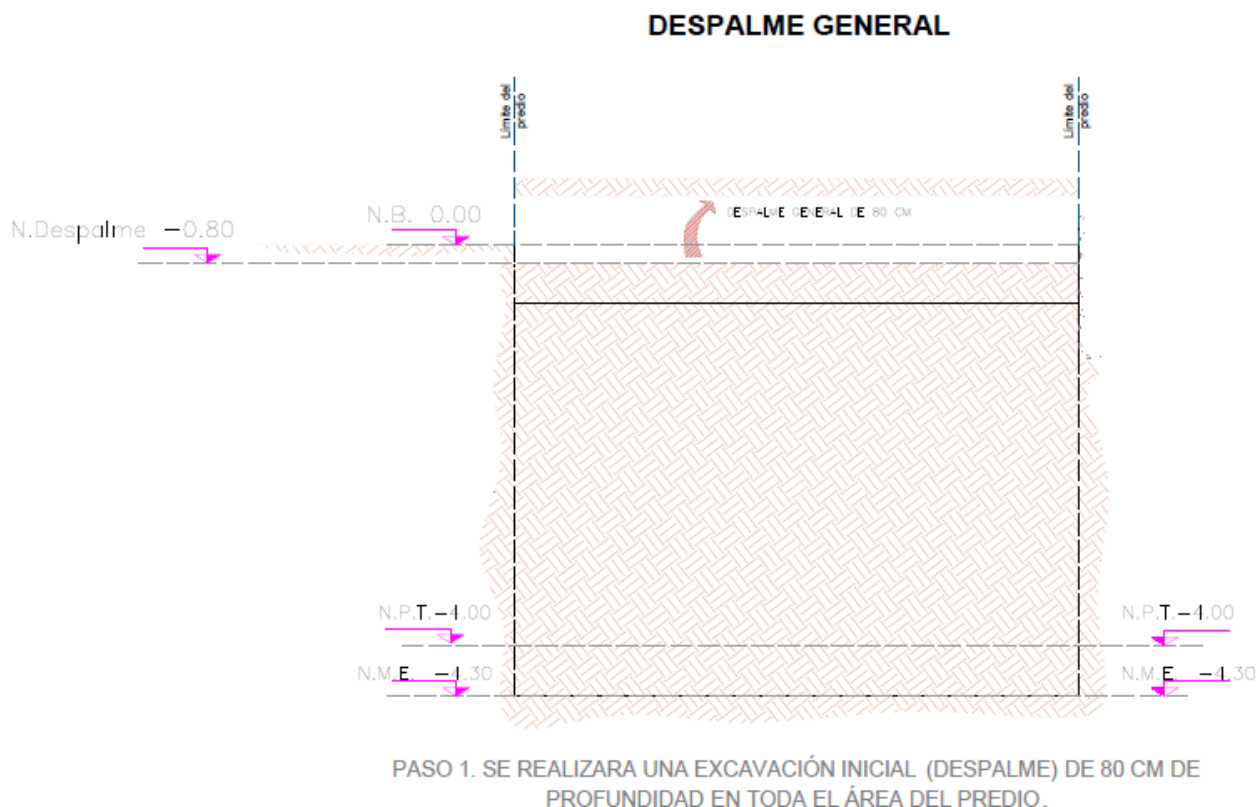 DESPALME GENERAL
Límite del
predio
Límite del
predio
N.Despalme -0.80
N.B. 0.00
DESPALME GENERAL DE 80 CM
N.P.T.-4.00
N.P.T.-4.00
N.M.E. -4.30
N.M.E. -4.30
PASO 1. SE REALIZARA UNA EXCAVACIÓN INICIAL (DESPALME) DE 80 CM DE
PROFUNDIDAD EN TODA EL ÁREA DEL PREDIO.